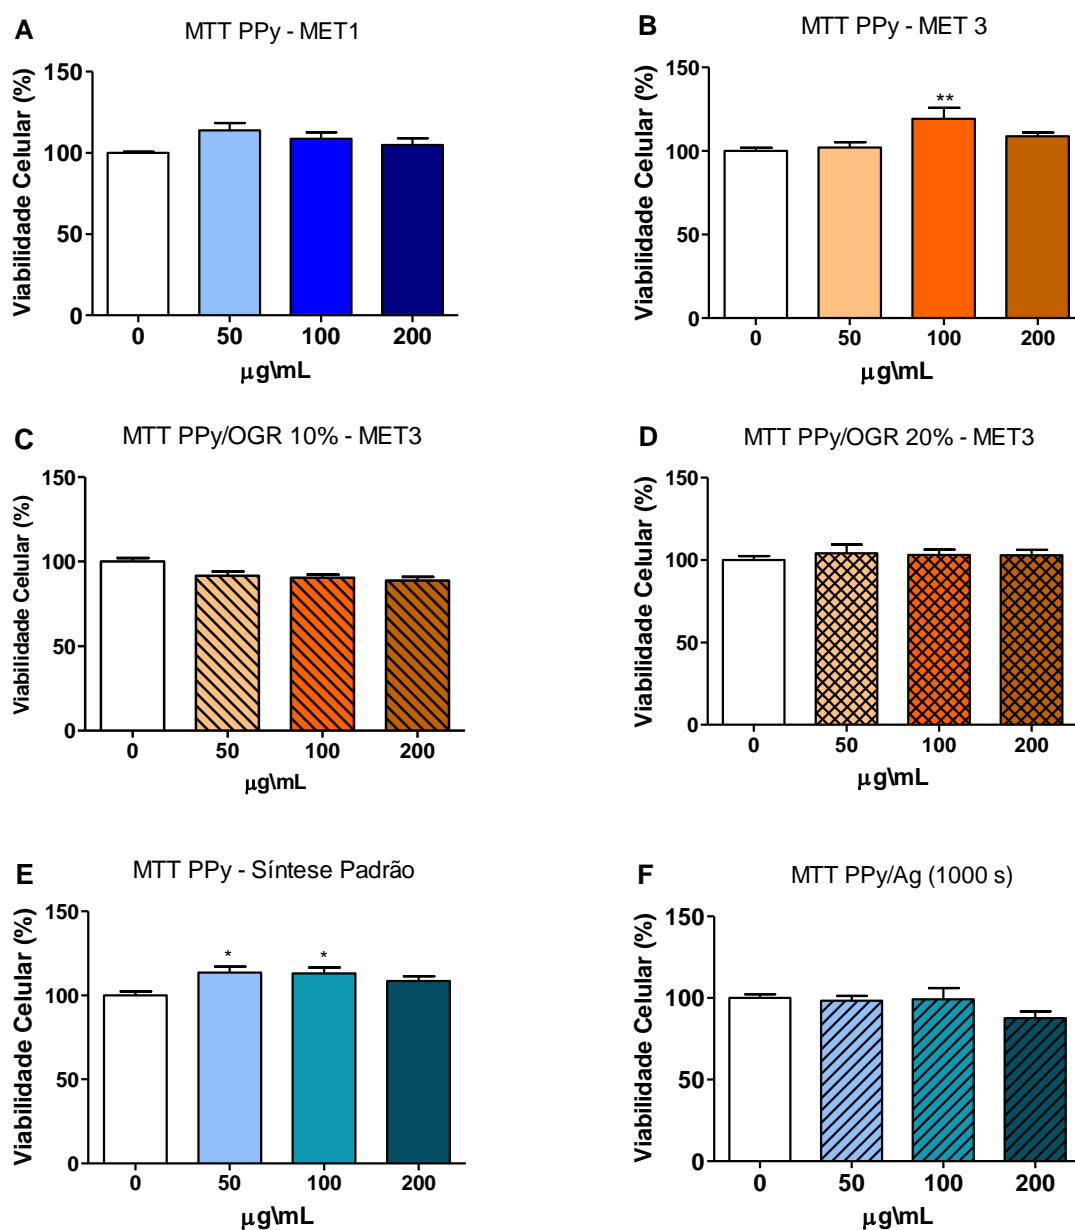 A
MTT PPy - MET1
Viabilidade Celular (%)
150
100
50
0
0 50 100 200
μg\mL
B
MTT PPy - MET 3
Viabilidade Celular (%)
150
100
50
0
**
0 50 100 200
μg\mL
C
MTT PPy/OGR 10% - MET3
Viabilidade Celular (%)
150
100
50
0
0 50 100 200
μg\mL
D
MTT PPy/OGR 20% - MET3
Viabilidade Celular (%)
150
100
50
0
0 50 100 200
μg\mL
E
MTT PPy - Síntese Padrão
Viabilidade Celular (%)
150
100
50
0
* *
0 50 100 200
μg\mL
F
MTT PPy/Ag (1000 s)
Viabilidade Celular (%)
150
100
50
0
0 50 100 200
μg\mL